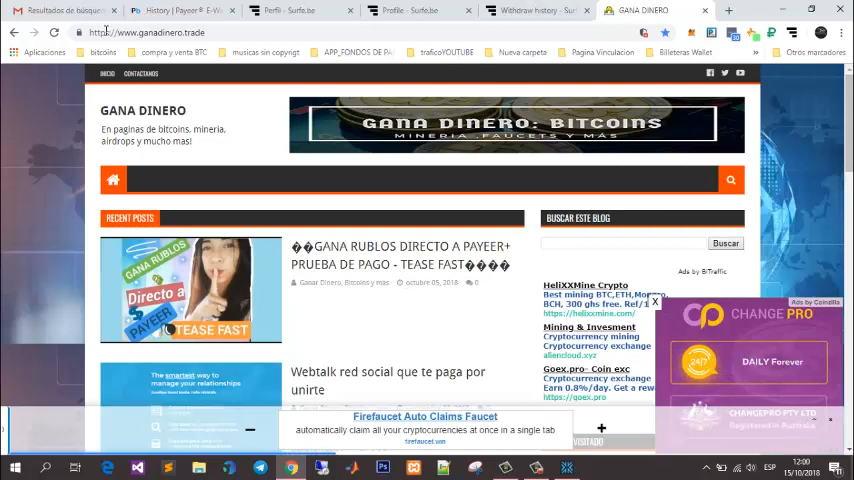 Resultados de búsque
History | Payeer® E-W
Perfil - Surfe.be
Profile - Surfe.be
Withdraw history - Su
GANA DINERO
https://www.ganadinero.trade
Aplicaciones
bitcoins
compra y venta BTC
musicas sin copyrigt
APP_FONDOS DE PA
traficoYOUTUBE
Nueva carpeta
Pagina Vinculacion
Billeteras Wallet
Otros marcadores
INICIO
CONTACTANOS
GANA DINERO
En paginas de bitcoins, mineria,
airdrops y mucho mas!
GANA DINERO: BITCOINS
MINERIA, FAUCETS Y MÁS
RECENT POSTS
BUSCAR ESTE BLOG
Buscar
GANA RUBLOS
Directo a
PAYEER
TEASE FAST
��GANA RUBLOS DIRECTO A PAYEER+
PRUEBA DE PAGO - TEASE FAST����
Ganar Dinero, Bitcoins y mas
octubre 05, 2018
0
Ads by BiTraffic
HeliXXMine Crypto
Best mining BTC,ETH,Monero,
BCH, 300 ghs free. Ref/1
https://helixxmine.com/
Mining & Invesment
Cryptocurrency mining
Cryptocurrency exchange
aliencloud.xyz
Goex.pro- Coin exc
Cryptocurrency exchange
Earn 0.8%/day. Get a rewa
https://goex.pro
X
Ads by Coinzilla
CHANGE PRO
24/7
DAILY Forever
CHANGEPRO PTY LTD
Registered in Australia
The smartest way to
manage your relationships
Webtalk red social que te paga por
unirte
Firefaucet Auto Claims Faucet
automatically claim all your cryptocurrencies at once in a single tab
firefaucet.win
VISITADO
ESP
12:00
15/10/2018